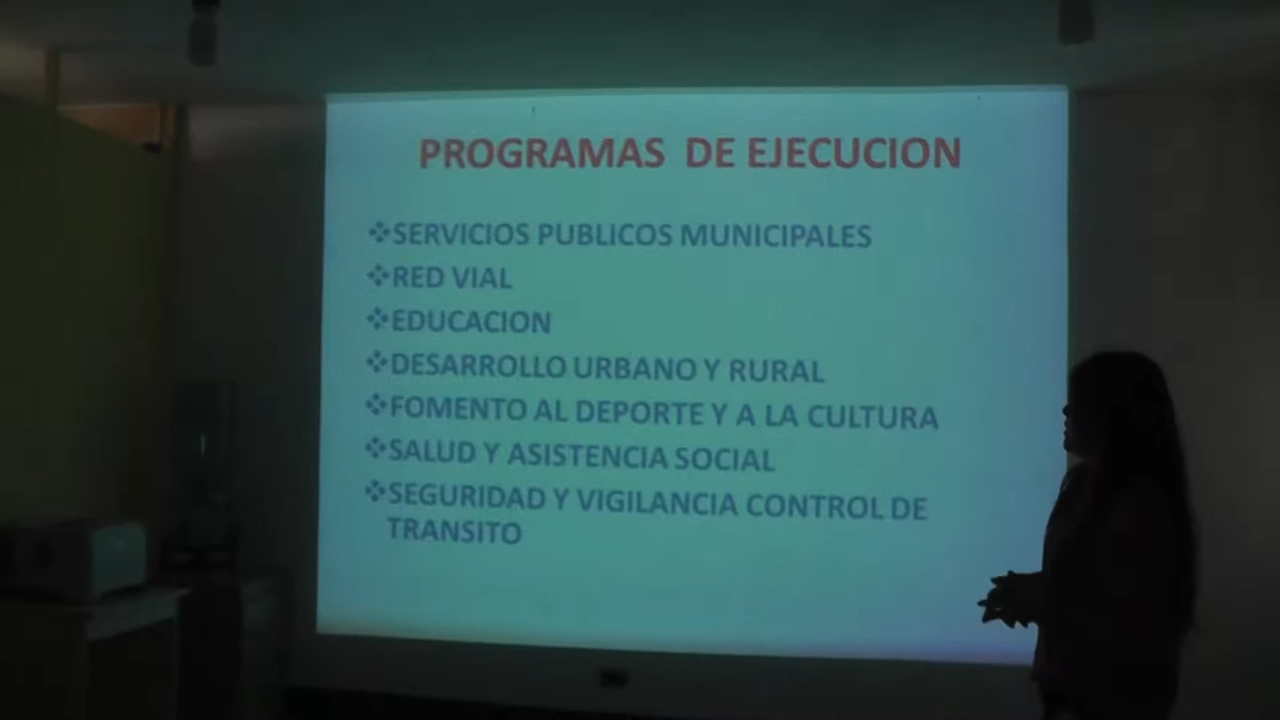 PROGRAMAS DE EJECUCION
❖SERVICIOS PUBLICOS MUNICIPALES
❖RED VIAL
❖EDUCACION
❖DESARROLLO URBANO Y RURAL
❖FOMENTO AL DEPORTE Y A LA CULTURA
❖SALUD Y ASISTENCIA SOCIAL
❖SEGURIDAD Y VIGILANCIA CONTROL DE
TRANSITO